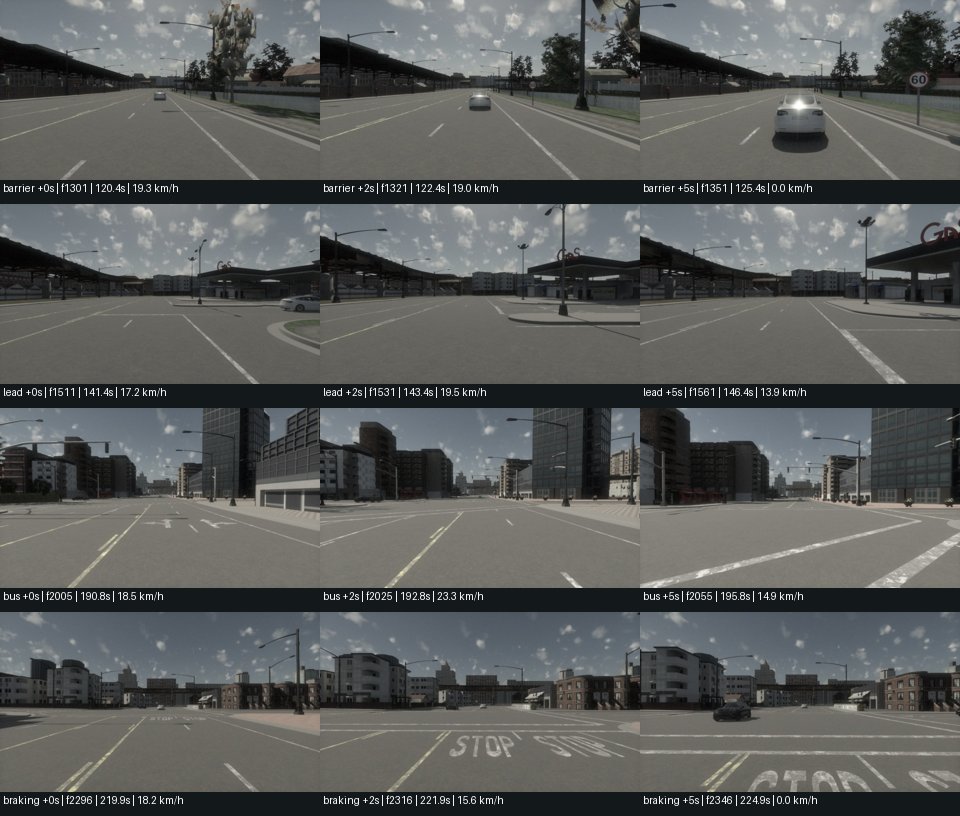 60
barrier +0s | f1301 | 120.4s | 19.3 km/h
barrier +2s | f1321 | 122.4s | 19.0 km/h
barrier +5s | f1351 | 125.4s | 0.0 km/h
GAS
GAS
GAS
lead +0s | f1511 | 141.4s | 17.2 km/h
lead +2s | f1531 | 143.4s | 19.5 km/h
lead +5s | f1561 | 146.4s | 13.9 km/h
bus +0s | f2005 | 190.8s | 18.5 km/h
bus +2s | f2025 | 192.8s | 23.3 km/h
bus +5s | f2055 | 195.8s | 14.9 km/h
STOP STOP
STOP STOP
STOP
braking +0s | f2296 | 219.9s | 18.2 km/h
braking +2s | f2316 | 221.9s | 15.6 km/h
braking +5s | f2346 | 224.9s | 0.0 km/h